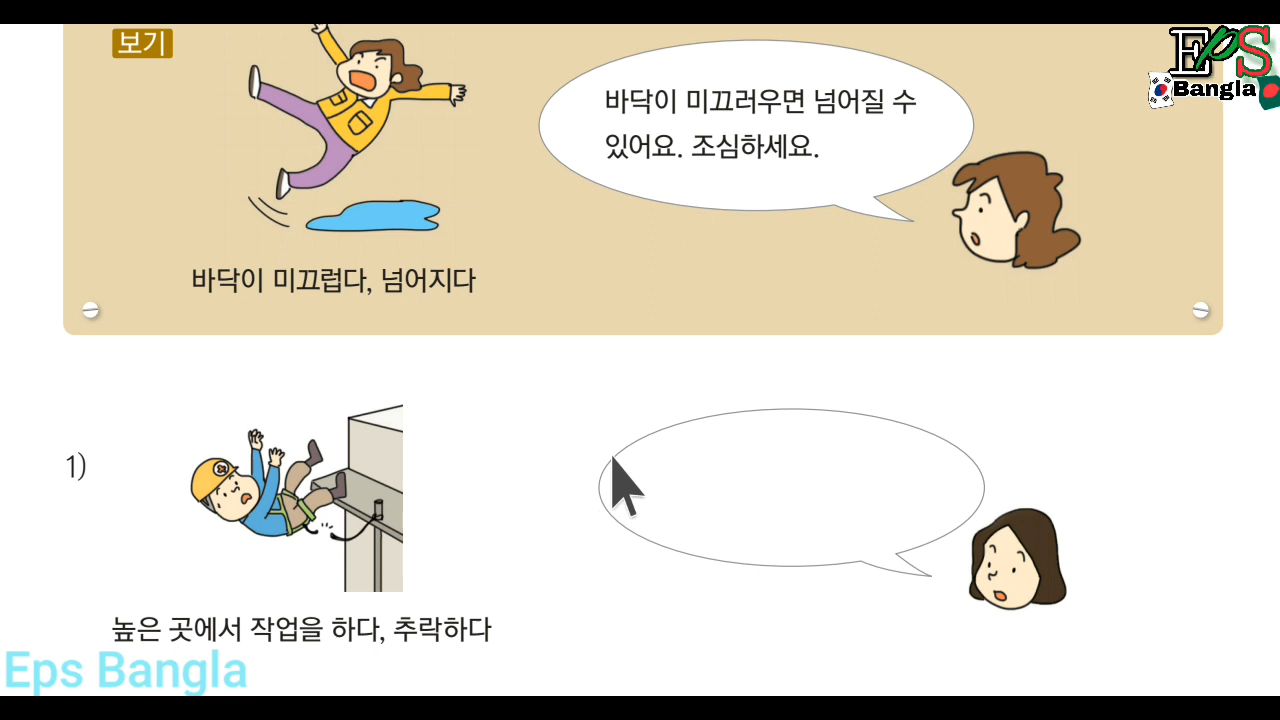 보기
EPS
Bangla
바닥이 미끄러우면 넘어질 수
있어요. 조심하세요.
바닥이 미끄럽다, 넘어지다
1)
높은 곳에서 작업을 하다, 추락하다
Eps Bangla